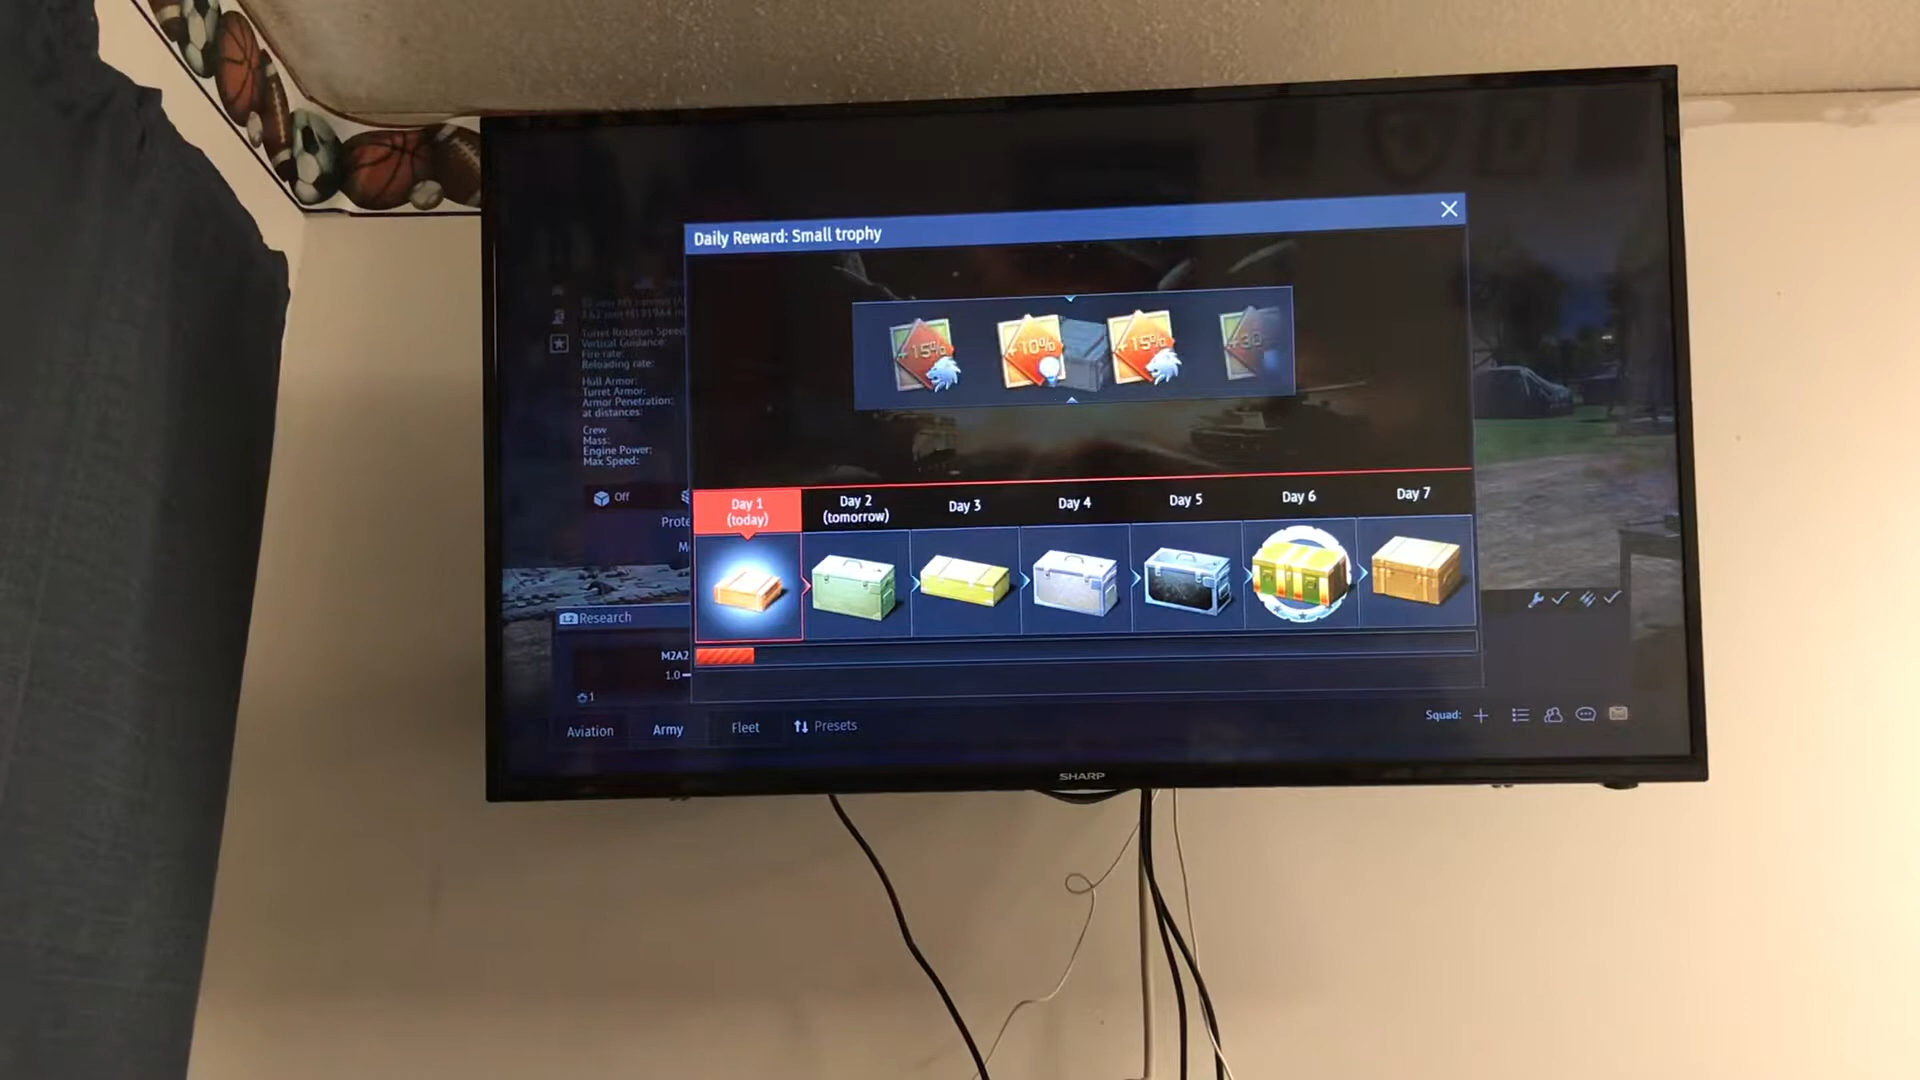 Daily Reward: Small trophy
+15%
+10%
+15%
+30
Turret Rotation Speed
Vertical Guidance:
Fire rate:
Reloading rate:
Hull Armor:
Turret Armor:
Armor Penetration:
at distances:
Crew
Mass:
Engine Power:
Max Speed:
Off
Day 1
(today)
Day 2
(tomorrow)
Day 3
Day 4
Day 5
Day 6
Day 7
Prote
M
Research
M2A2
1.0
1
Aviation
Army
Fleet
Presets
Squad:
SHARP